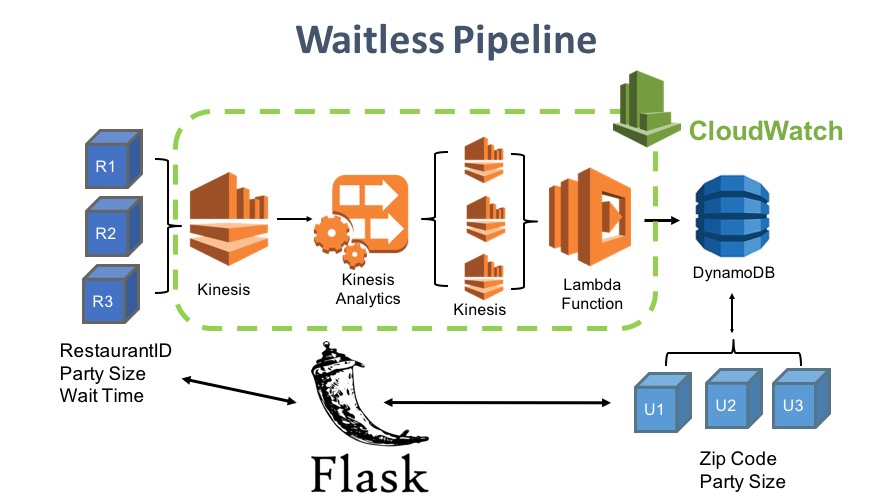 Waitless Pipeline
CloudWatch
R1
R2
R3
Kinesis
Kinesis
Analytics
Kinesis
Lambda
Function
DynamoDB
RestaurantID
Party Size
Wait Time
Flask
U1
U2
U3
Zip Code
Party Size